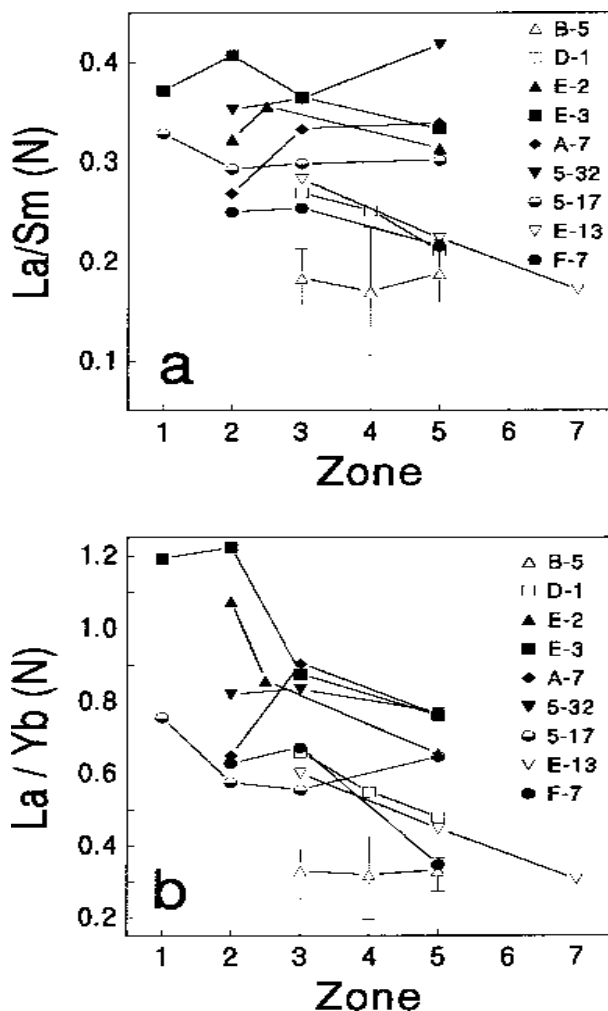 La/Sm (N)
0.4
0.3
0.2
0.1
B-5
D-1
E-2
E-3
A-7
5-32
5-17
E-13
F-7
a
1 2 3 4 5 6 7
Zone
La / Yb (N)
1.2
1.0
0.8
0.6
0.4
0.2
B-5
D-1
E-2
E-3
A-7
5-32
5-17
E-13
F-7
b
1 2 3 4 5 6 7
Zone